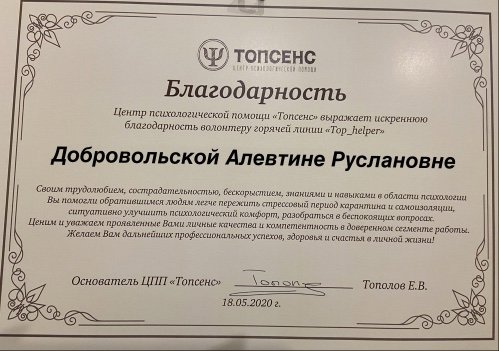 ТОПСЕНС
ЦЕНТР ПСИХОЛОГИЧЕСКОЙ ПОМОЩИ
Благодарность
Центр психологической помощи «Топсенс» выражает искреннюю
благодарность волонтеру горячей линии «Top_helper»
Добровольской Алевтине Руслановне
Своим трудолюбием, сострадательностью, бескорыстием, знаниями и навыками в области психологии
Вы помогли обратившимся людям легче пережить стрессовый период карантина и самоизоляции,
ситуативно улучшить психологический комфорт, разобраться в беспокоящих вопросах.
Ценим и уважаем проявленные Вами личные качества и компетентность в доверенном сегменте работы.
Желаем Вам дальнейших профессиональных успехов, здоровья и счастья в личной жизни!
Основатель ЦПП «Топсенс» Тополов Е.В.
18.05.2020 г.